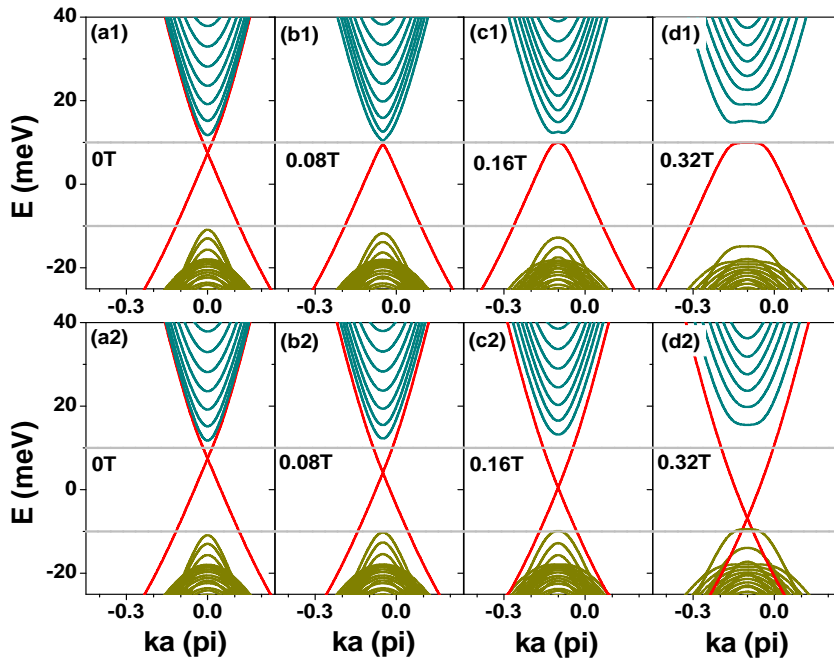 (a1) (b1) (c1) (d1)
40
20
0
-20
E (meV)
0T 0.08T 0.16T 0.32T
-0.3 0.0 -0.3 0.0 -0.3 0.0 -0.3 0.0
(a2) (b2) (c2) (d2)
40
20
0
-20
E (meV)
0T 0.08T 0.16T 0.32T
-0.3 0.0 -0.3 0.0 -0.3 0.0 -0.3 0.0
ka (pi) ka (pi) ka (pi) ka (pi)